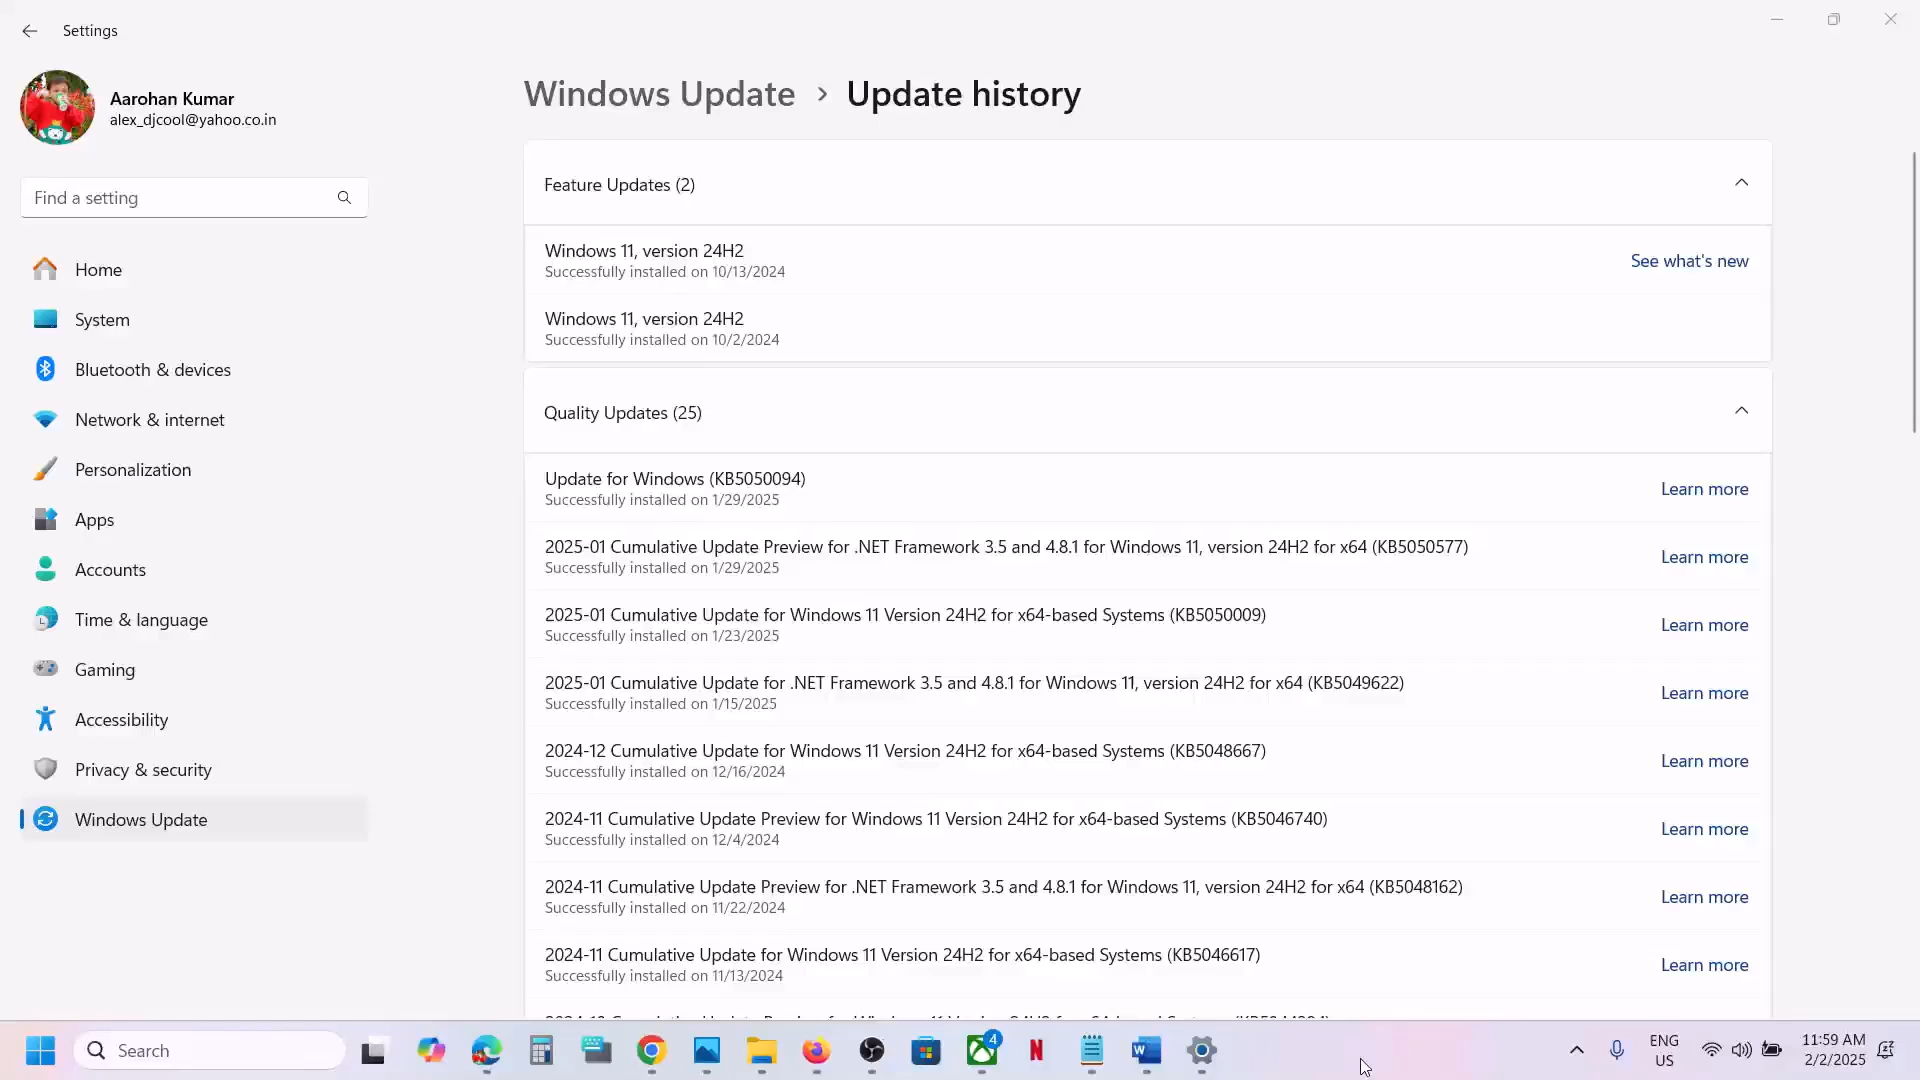 Settings
Aarohan Kumar
alex_djcool@yahoo.co.in
Find a setting
Home
System
Bluetooth & devices
Network & internet
Personalization
Apps
Accounts
Time & language
Gaming
Accessibility
Privacy & security
Windows Update
Windows Update > Update history
Feature Updates (2)
Windows 11, version 24H2
Successfully installed on 10/13/2024
See what's new
Windows 11, version 24H2
Successfully installed on 10/2/2024
Quality Updates (25)
Update for Windows (KB5050094)
Successfully installed on 1/29/2025
Learn more
2025-01 Cumulative Update Preview for .NET Framework 3.5 and 4.8.1 for Windows 11, version 24H2 for x64 (KB5050577)
Successfully installed on 1/29/2025
Learn more
2025-01 Cumulative Update for Windows 11 Version 24H2 for x64-based Systems (KB5050009)
Successfully installed on 1/23/2025
Learn more
2025-01 Cumulative Update for .NET Framework 3.5 and 4.8.1 for Windows 11, version 24H2 for x64 (KB5049622)
Successfully installed on 1/15/2025
Learn more
2024-12 Cumulative Update for Windows 11 Version 24H2 for x64-based Systems (KB5048667)
Successfully installed on 12/16/2024
Learn more
2024-11 Cumulative Update Preview for Windows 11 Version 24H2 for x64-based Systems (KB5046740)
Successfully installed on 12/4/2024
Learn more
2024-11 Cumulative Update Preview for .NET Framework 3.5 and 4.8.1 for Windows 11, version 24H2 for x64 (KB5048162)
Successfully installed on 11/22/2024
Learn more
2024-11 Cumulative Update for Windows 11 Version 24H2 for x64-based Systems (KB5046617)
Successfully installed on 11/13/2024
Learn more
Search
4
N
W
ENG
US
11:59 AM
2/2/2025